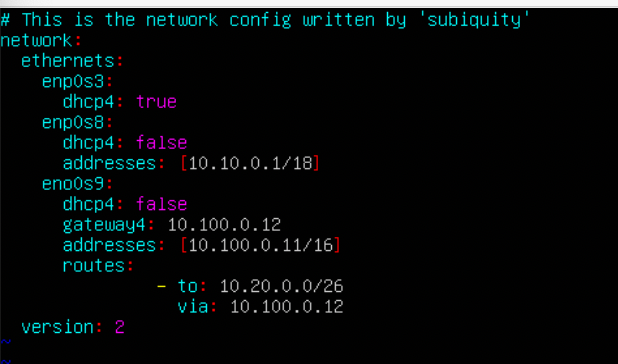 # This is the network config written by 'subiquity'
network:
  ethernets:
    enp0s3:
      dhcp4: true
    enp0s8:
      dhcp4: false
      addresses: [10.10.0.1/18]
    eno0s9:
      dhcp4: false
      gateway4: 10.100.0.12
      addresses: [10.100.0.11/16]
      routes:
               - to: 10.20.0.0/26
                 via: 10.100.0.12
  version: 2
~
~